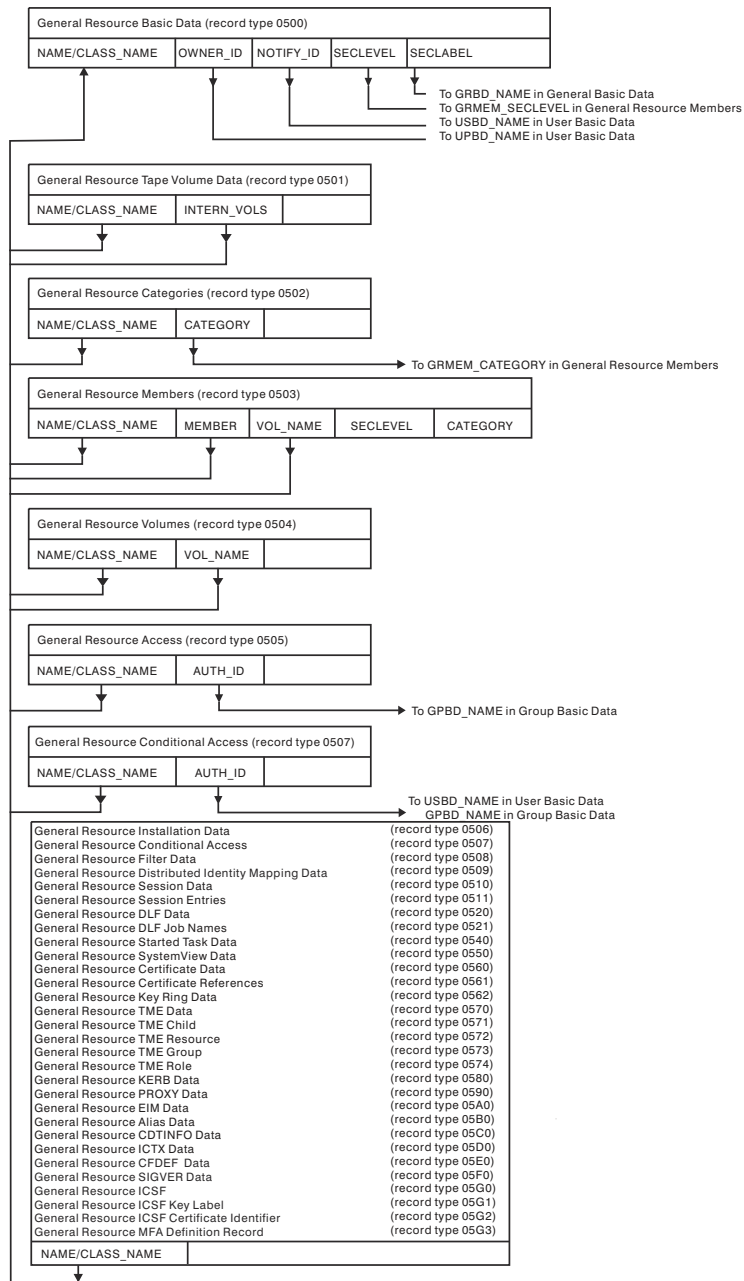 General Resource Basic Data (record type 0500)
NAME/CLASS_NAME OWNER_ID NOTIFY_ID SECLEVEL SECLABEL
To GRBD_NAME in General Basic Data
To GRMEM_SECLEVEL in General Resource Members
To USBD_NAME in User Basic Data
To UPBD_NAME in User Basic Data
General Resource Tape Volume Data (record type 0501)
NAME/CLASS_NAME INTERN_VOLS
General Resource Categories (record type 0502)
NAME/CLASS_NAME CATEGORY
To GRMEM_CATEGORY in General Resource Members
General Resource Members (record type 0503)
NAME/CLASS_NAME MEMBER VOL_NAME SECLEVEL CATEGORY
General Resource Volumes (record type 0504)
NAME/CLASS_NAME VOL_NAME
General Resource Access (record type 0505)
NAME/CLASS_NAME AUTH_ID
To GPBD_NAME in Group Basic Data
General Resource Conditional Access (record type 0507)
NAME/CLASS_NAME AUTH_ID
To USBD_NAME in User Basic Data
GPBD_NAME in Group Basic Data
General Resource Installation Data (record type 0506)
General Resource Conditional Access (record type 0507)
General Resource Filter Data (record type 0508)
General Resource Distributed Identity Mapping Data (record type 0509)
General Resource Session Data (record type 0510)
General Resource Session Entries (record type 0511)
General Resource DLF Data (record type 0520)
General Resource DLF Job Names (record type 0521)
General Resource Started Task Data (record type 0540)
General Resource SystemView Data (record type 0550)
General Resource Certificate Data (record type 0560)
General Resource Certificate References (record type 0561)
General Resource Key Ring Data (record type 0562)
General Resource TME Data (record type 0570)
General Resource TME Child (record type 0571)
General Resource TME Resource (record type 0572)
General Resource TME Group (record type 0573)
General Resource TME Role (record type 0574)
General Resource KERB Data (record type 0580)
General Resource PROXY Data (record type 0590)
General Resource EIM Data (record type 05A0)
General Resource Alias Data (record type 05B0)
General Resource CDTINFO Data (record type 05C0)
General Resource ICTX Data (record type 05D0)
General Resource CFDEF Data (record type 05E0)
General Resource SIGVER Data (record type 05F0)
General Resource ICSF (record type 05G0)
General Resource ICSF Key Label (record type 05G1)
General Resource ICSF Certificate Identifier (record type 05G2)
General Resource MFA Definition Record (record type 05G3)
NAME/CLASS_NAME